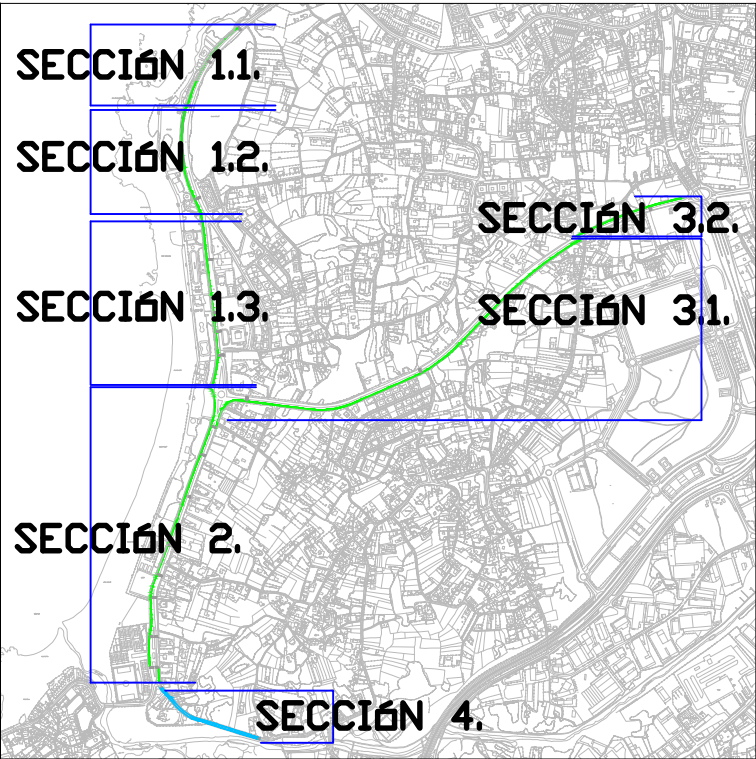 SECCIóN 1.1.
SECCIóN 1.2.
SECCIóN 3.2.
SECCIóN 1.3.
SECCIóN 3.1.
SECCIóN 2.
SECCIóN 4.